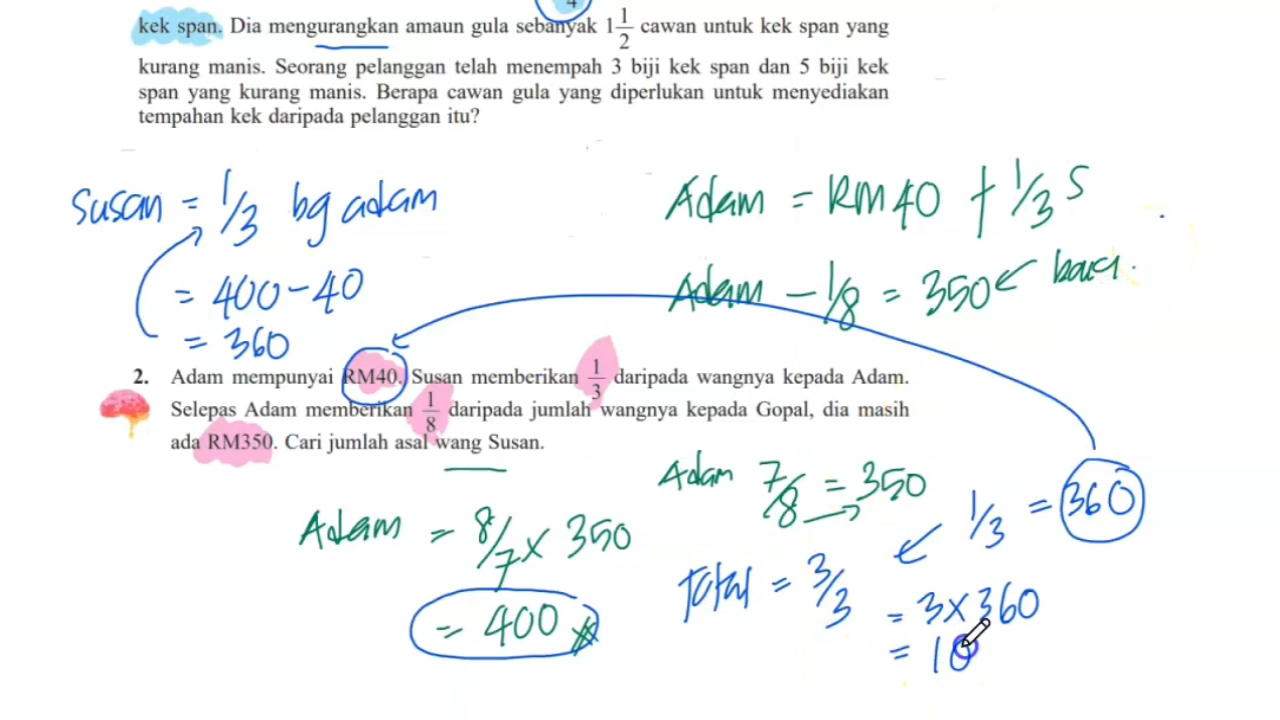 4
kek span. Dia mengurangkan amaun gula sebanyak 1 1/2 cawan untuk kek span yang
kurang manis. Seorang pelanggan telah menempah 3 biji kek span dan 5 biji kek
span yang kurang manis. Berapa cawan gula yang diperlukan untuk menyediakan
tempahan kek daripada pelanggan itu?
Susan = 1/3 bg adam
= 400 - 40
= 360
Adam = RM40 + 1/3 S
Adam - 1/8 = 350 ←
2. Adam mempunyai RM40. Susan memberikan 1/3 daripada wangnya kepada Adam.
Selepas Adam memberikan 1/8 daripada jumlah wangnya kepada Gopal, dia masih
ada RM350. Cari jumlah asal wang Susan.
Adam = 8/7 × 350
= 400
Adam 7/8 = 350
1/3 = 360
Total = 3/3
= 3 × 360
= 10